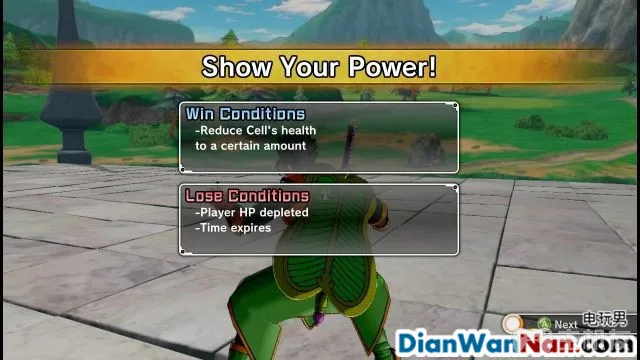 Show Your Power!
Win Conditions
-Reduce Cell's health
to a certain amount
Lose Conditions
-Player HP depleted
-Time expires
A Next
电玩男
DianWanNan.com